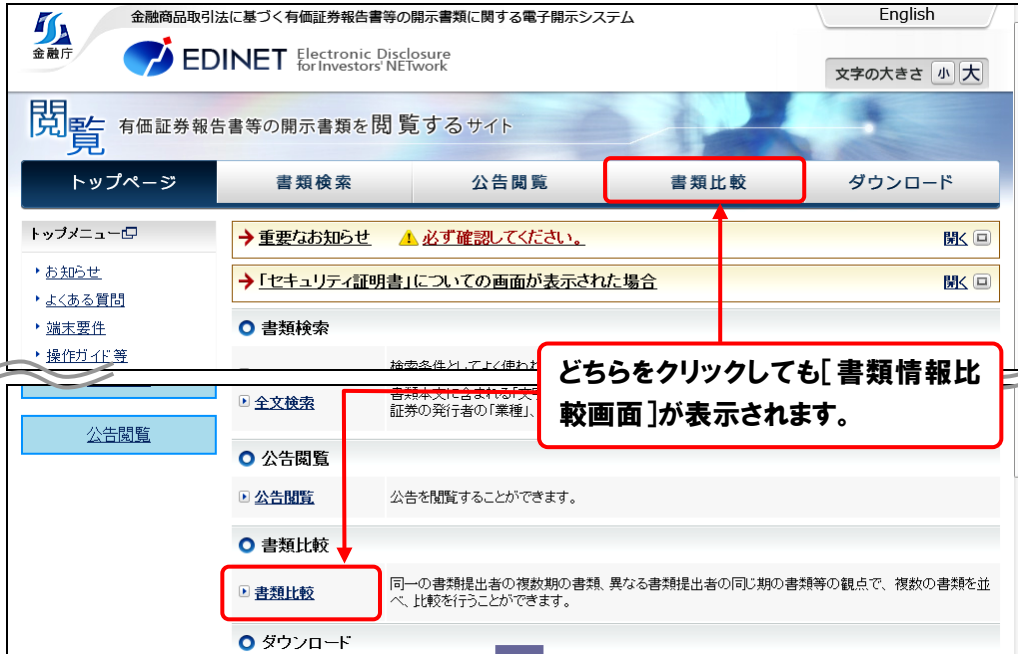 金融商品取引法に基づく有価証券報告書等の開示書類に関する電子開示システム
English
金融庁
EDINET Electronic Disclosure
for Investors' NETwork
文字の大きさ 小 大
閲覧 有価証券報告書等の開示書類を閲覧するサイト
トップページ 書類検索 公告閲覧 書類比較 ダウンロード
トップメニュー
お知らせ
よくある質問
端末要件
操作ガイド等
重要なお知らせ 必ず確認してください。 開く
「セキュリティ証明書」についての画面が表示された場合 開く
書類検索
検索条件としてよく使われ
どちらをクリックしても[書類情報比
較画面]が表示されます。
公告閲覧
全文検索 書類本文に含まれる「文字
証券の発行者の「業種」、
公告閲覧
公告閲覧 公告を閲覧することができます。
書類比較
書類比較 同一の書類提出者の複数期の書類、異なる書類提出者の同じ期の書類等の観点で、複数の書類を並
べ、比較を行うことができます。
ダウンロード